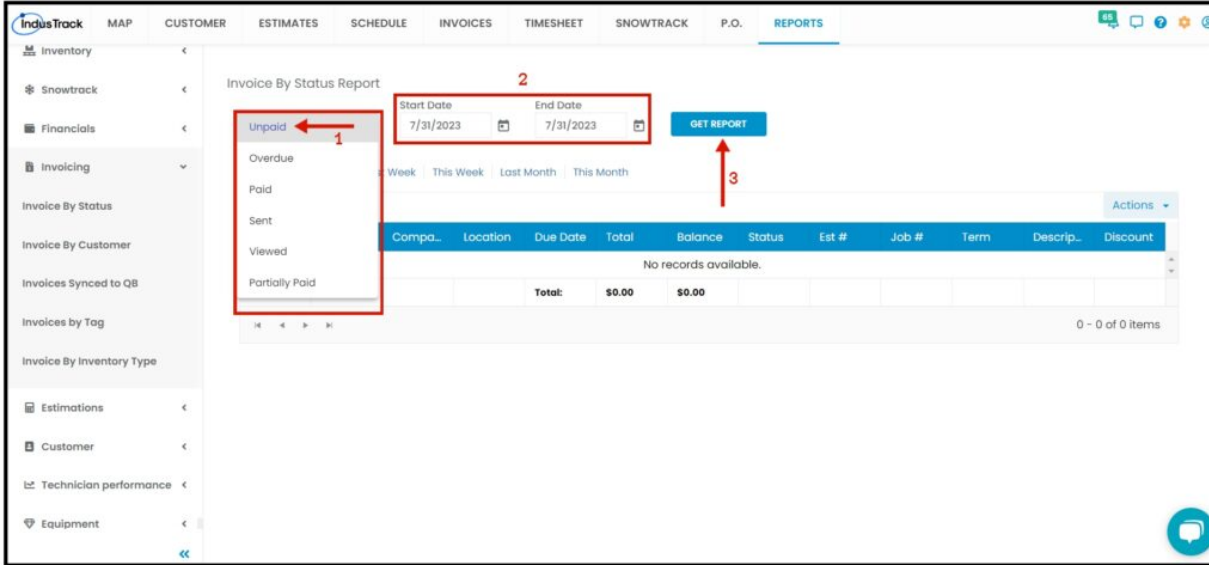 IndusTrack MAP CUSTOMER ESTIMATES SCHEDULE INVOICES TIMESHEET SNOWTRACK P.O. REPORTS 65
Inventory
Snowtrack
Financials
Invoicing
Invoice By Status
Invoice By Customer
Invoices Synced to QB
Invoices by Tag
Invoice By Inventory Type
Estimations
Customer
Technician performance
Equipment
Invoice By Status Report
2
Start Date End Date
7/31/2023 7/31/2023 GET REPORT
Unpaid
1
Overdue
Paid
Sent
Viewed
Partially Paid
Week This Week Last Month This Month
3
Actions
Compa... Location Due Date Total Balance Status Est # Job # Term Descrip... Discount
No records available.
Total: $0.00 $0.00
0 - 0 of 0 items